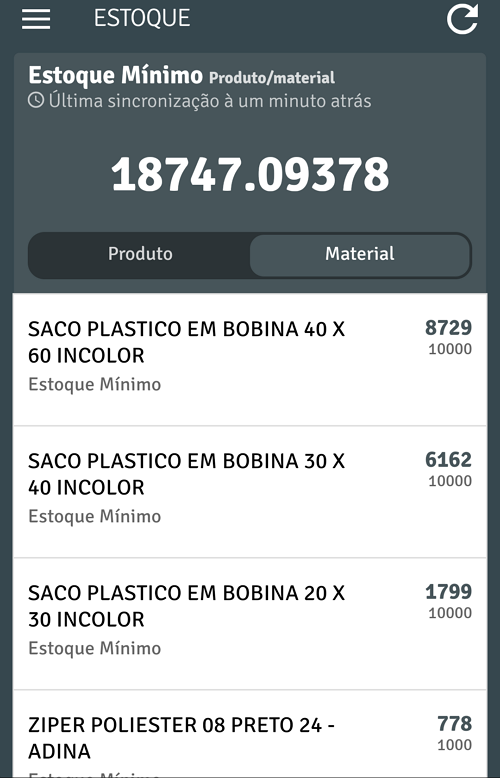 ESTOQUE
Estoque Mínimo Produto/material
Última sincronização à um minuto atrás
18747.09378
Produto Material
SACO PLASTICO EM BOBINA 40 X 8729
60 INCOLOR 10000
Estoque Mínimo
SACO PLASTICO EM BOBINA 30 X 6162
40 INCOLOR 10000
Estoque Mínimo
SACO PLASTICO EM BOBINA 20 X 1799
30 INCOLOR 10000
Estoque Mínimo
ZIPER POLIESTER 08 PRETO 24 - 778
ADINA 1000
Estoque Mínimo